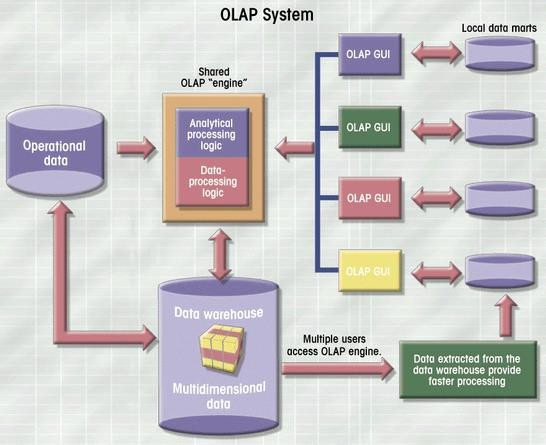 OLAP System
Local data marts
Shared
OLAP "engine"
OLAP GUI
Analytical
processing
logic
Operational
data
OLAP GUI
Data-
processing
logic
OLAP GUI
OLAP GUI
Data warehouse
Multiple users
access OLAP engine.
Data extracted from the
data warehouse provide
faster processing
Multidimensional
data